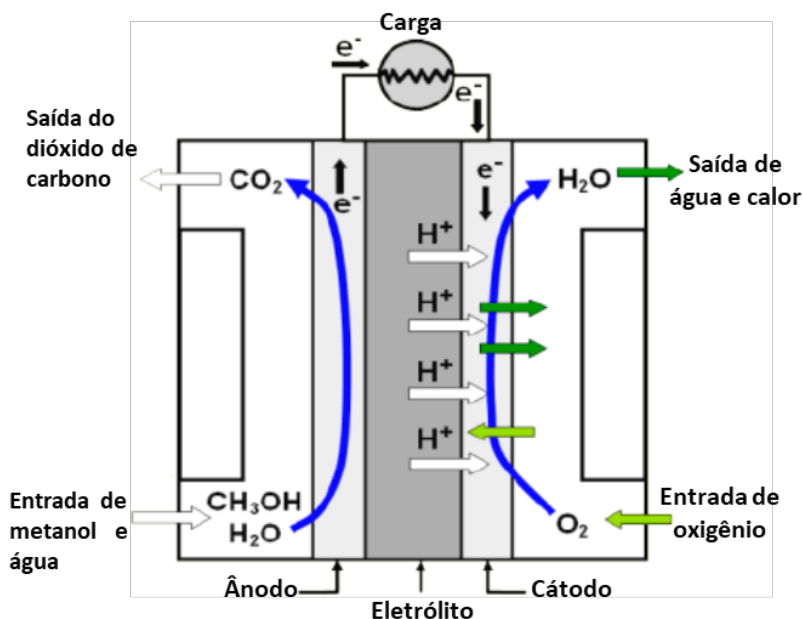 Carga
e⁻
e⁻
Saída do
dióxido de
carbono
CO₂
e⁻
e⁻
H₂O
Saída de
água e calor
H⁺
H⁺
H⁺
H⁺
Entrada de
metanol e
água
CH₃OH
H₂O
O₂
Entrada de
oxigênio
Ânodo
Eletrólito
Cátodo